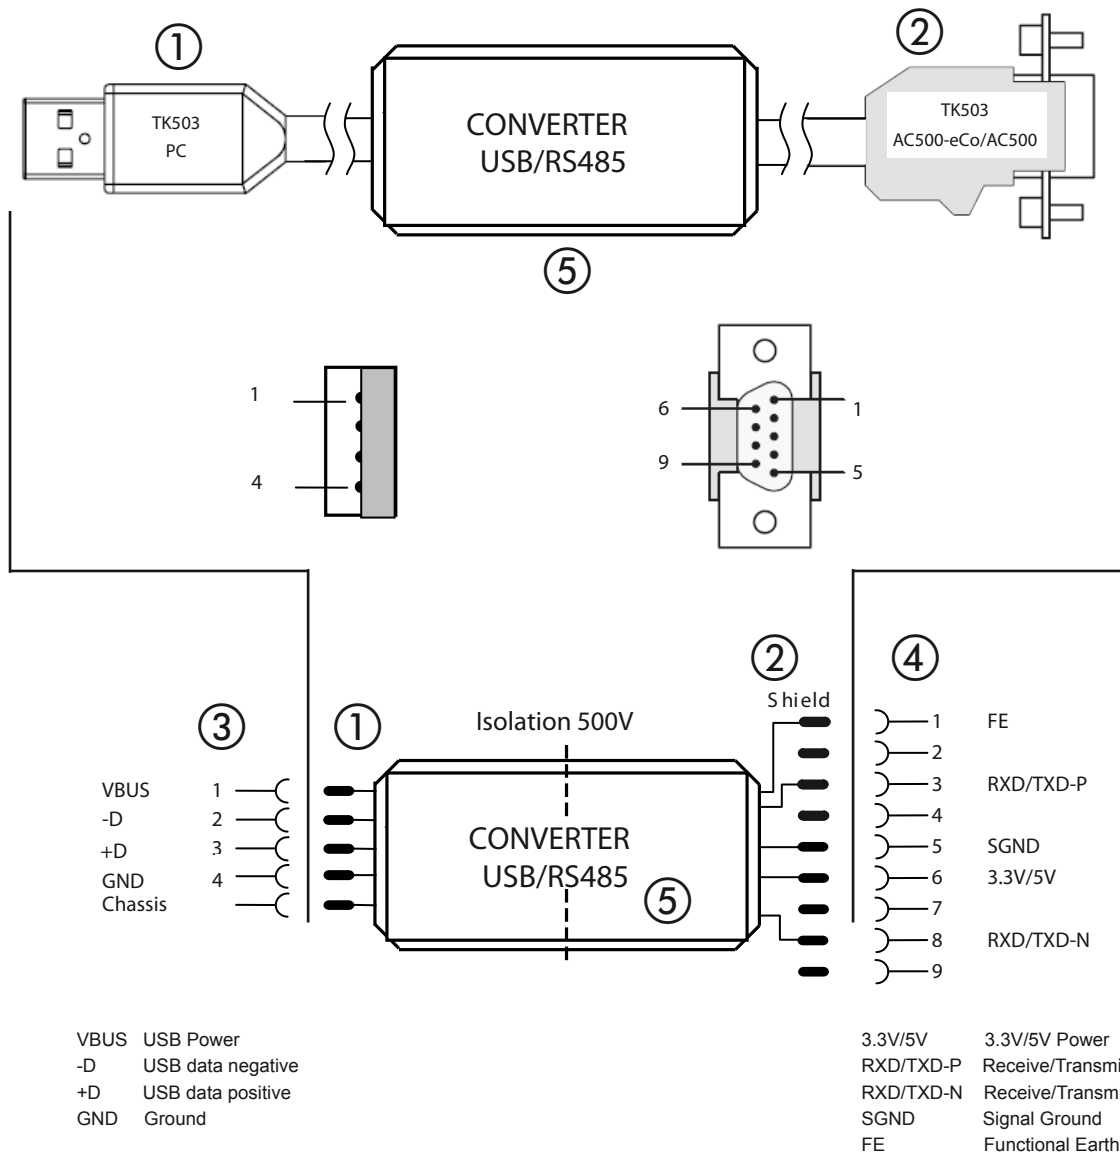 ①
②
TK503
PC
CONVERTER
USB/RS485
TK503
AC500-eCo/AC500
⑤
1
4
6
1
9
5
②
④
Shield
③
①
Isolation 500V
1 FE
2
VBUS 1
3 RXD/TXD-P
-D 2
4
+D 3
CONVERTER
5 SGND
GND 4
USB/RS485
6 3.3V/5V
Chassis
⑤
7
8 RXD/TXD-N
9
VBUS USB Power
-D USB data negative
+D USB data positive
GND Ground
3.3V/5V 3.3V/5V Power
RXD/TXD-P Receive/Transmi
RXD/TXD-N Receive/Transm
SGND Signal Ground
FE Functional Earth